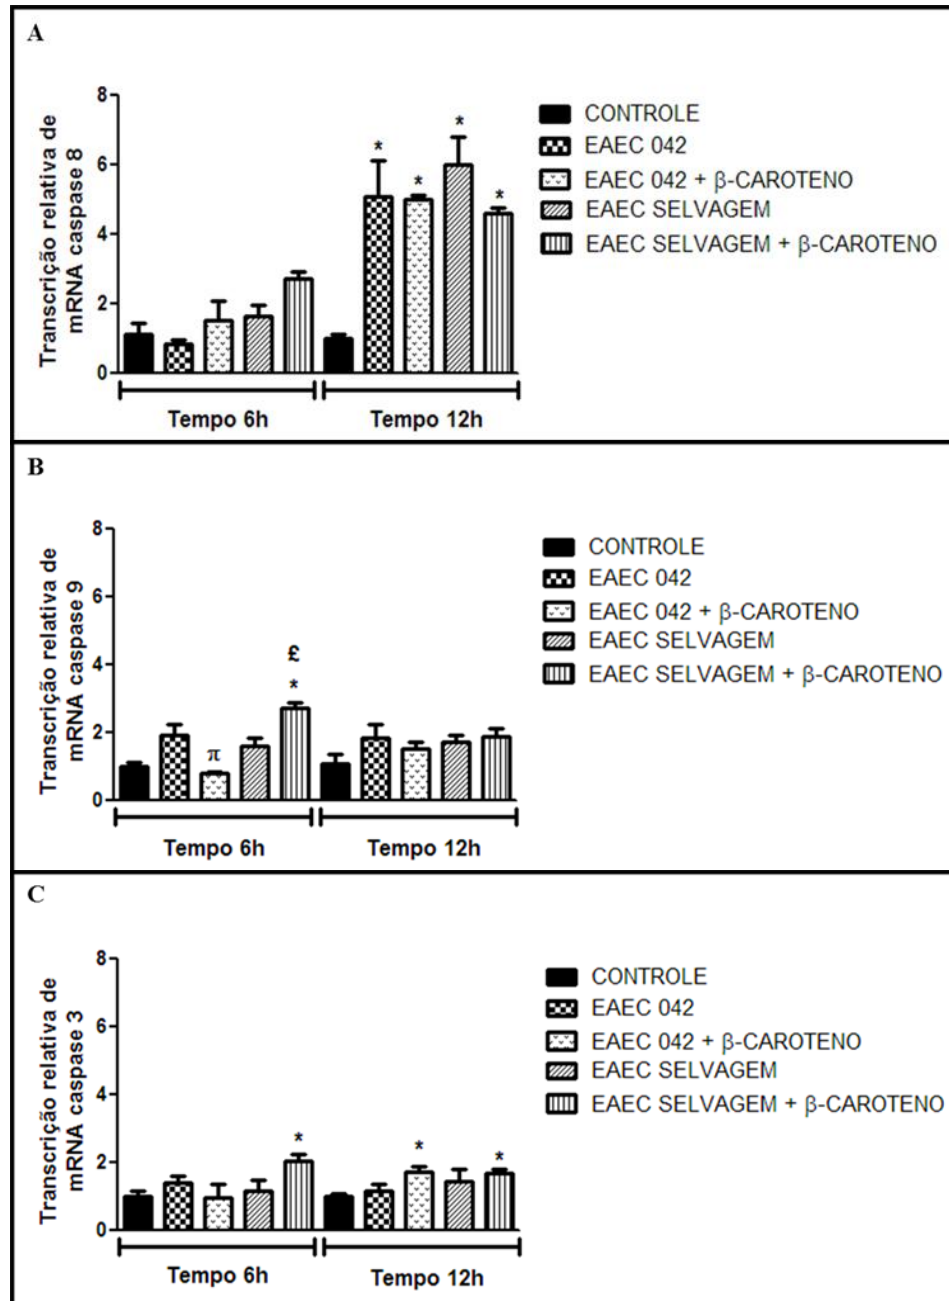 A
Transcrição relativa de
mRNA caspase 8
8
6
4
2
0
*
*
*
*
Tempo 6h
Tempo 12h
CONTROLE
EAEC 042
EAEC 042 + β-CAROTENO
EAEC SELVAGEM
EAEC SELVAGEM + β-CAROTENO
B
Transcrição relativa de
mRNA caspase 9
8
6
4
2
0
π
£
*
Tempo 6h
Tempo 12h
CONTROLE
EAEC 042
EAEC 042 + β-CAROTENO
EAEC SELVAGEM
EAEC SELVAGEM + β-CAROTENO
C
Transcrição relativa de
mRNA caspase 3
8
6
4
2
0
*
*
*
Tempo 6h
Tempo 12h
CONTROLE
EAEC 042
EAEC 042 + β-CAROTENO
EAEC SELVAGEM
EAEC SELVAGEM + β-CAROTENO